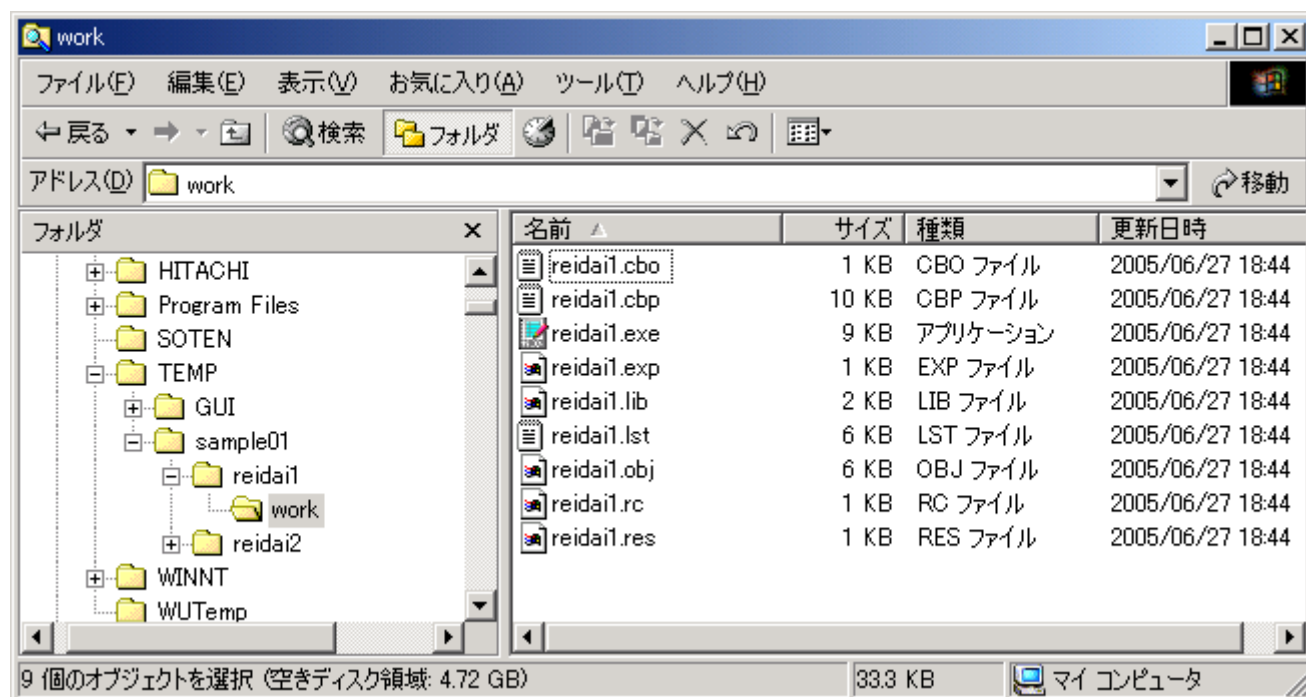 work
ファイル(F) 編集(E) 表示(V) お気に入り(A) ツール(T) ヘルプ(H)
戻る 検索 フォルダ
アドレス(D) work 移動
フォルダ
HITACHI
Program Files
SOTEN
TEMP
GUI
sample01
reidai1
work
reidai2
WINNT
WUTemp
名前 サイズ 種類 更新日時
reidai1.cbo 1 KB CBO ファイル 2005/06/27 18:44
reidai1.cbp 10 KB CBP ファイル 2005/06/27 18:44
reidai1.exe 9 KB アプリケーション 2005/06/27 18:44
reidai1.exp 1 KB EXP ファイル 2005/06/27 18:44
reidai1.lib 2 KB LIB ファイル 2005/06/27 18:44
reidai1.lst 6 KB LST ファイル 2005/06/27 18:44
reidai1.obj 6 KB OBJ ファイル 2005/06/27 18:44
reidai1.rc 1 KB RC ファイル 2005/06/27 18:44
reidai1.res 1 KB RES ファイル 2005/06/27 18:44
9 個のオブジェクトを選択 (空きディスク領域: 4.72 GB) 33.3 KB マイ コンピュータ